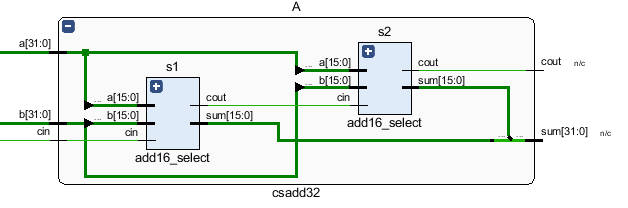 A
a[31:0]
s2
a[15:0]
cout
cout
n/c
s1
b[15:0]
sum[15:0]
a[15:0]
cout
cin
b[31:0]
b[15:0]
sum[15:0]
add16_select
cin
cin
sum[31:0]
n/c
add16_select
csadd32